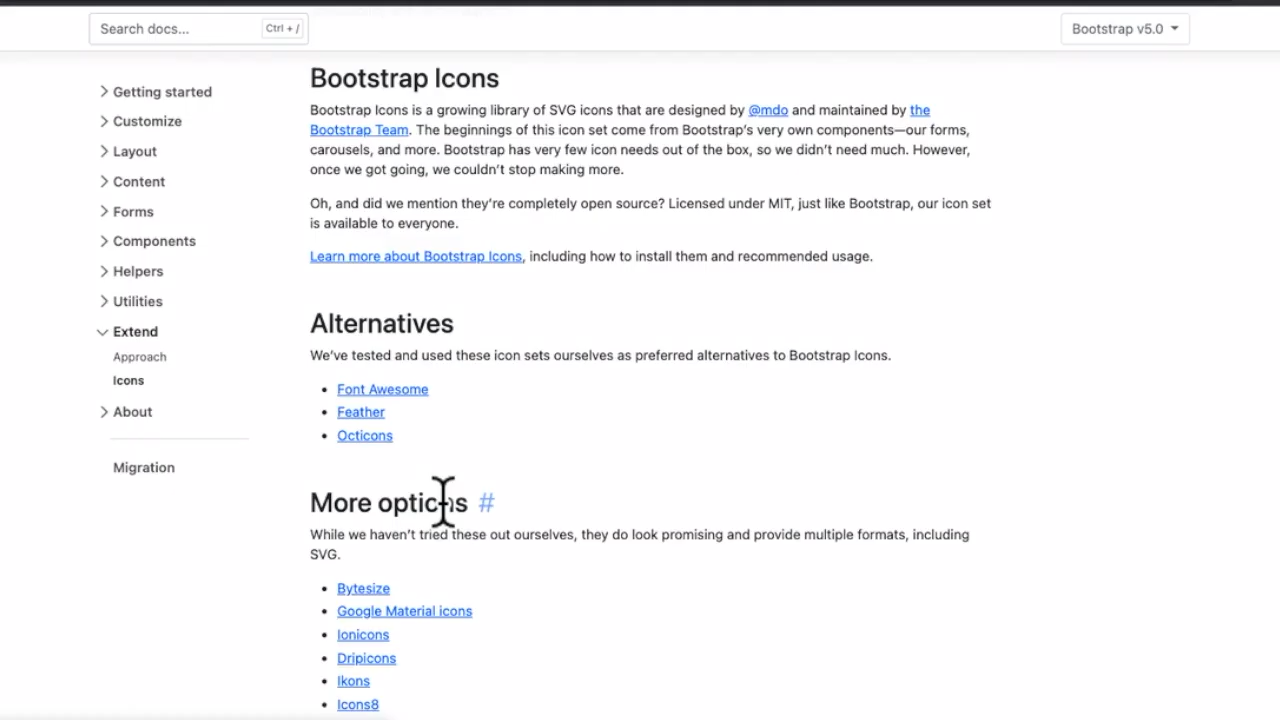 Search docs...
Ctrl + /
Bootstrap v5.0
Getting started
Customize
Layout
Content
Forms
Components
Helpers
Utilities
Extend
Approach
Icons
About
Migration
Bootstrap Icons
Bootstrap Icons is a growing library of SVG icons that are designed by @mdo and maintained by the
Bootstrap Team. The beginnings of this icon set come from Bootstrap's very own components—our forms,
carousels, and more. Bootstrap has very few icon needs out of the box, so we didn't need much. However,
once we got going, we couldn't stop making more.
Oh, and did we mention they're completely open source? Licensed under MIT, just like Bootstrap, our icon set
is available to everyone.
Learn more about Bootstrap Icons, including how to install them and recommended usage.
Alternatives
We've tested and used these icon sets ourselves as preferred alternatives to Bootstrap Icons.
Font Awesome
Feather
Octicons
More options #
While we haven't tried these out ourselves, they do look promising and provide multiple formats, including
SVG.
Bytesize
Google Material icons
Ionicons
Dripicons
Ikons
Icons8